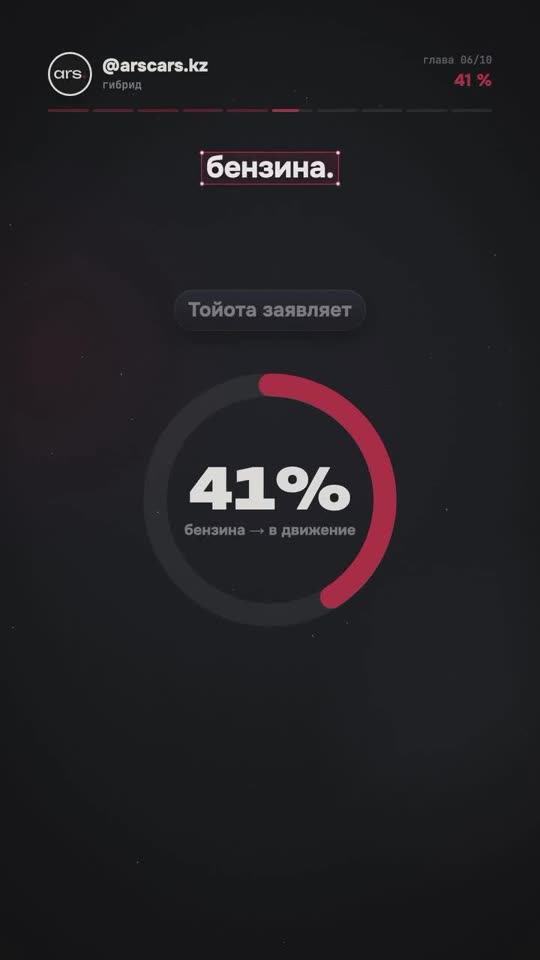 ars.
@arscars.kz
гибрид
глава 06/10
41 %
бензина.
Тойота заявляет
41%
бензина → в движение